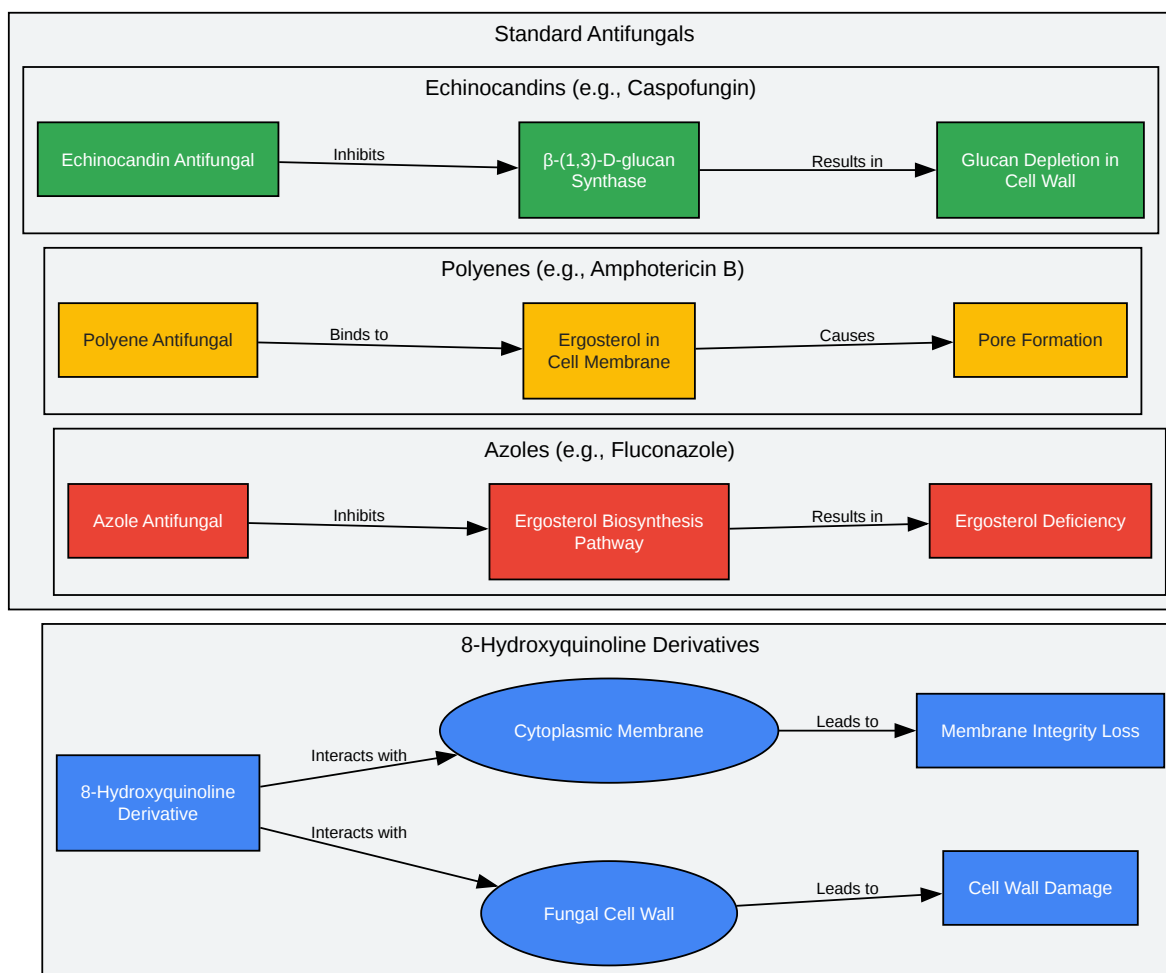 Standard Antifungals
Echinocandins (e.g., Caspofungin)
Echinocandin Antifungal
Inhibits
β-(1,3)-D-glucan
Synthase
Results in
Glucan Depletion in
Cell Wall
Polyenes (e.g., Amphotericin B)
Polyene Antifungal
Binds to
Ergosterol in
Cell Membrane
Causes
Pore Formation
Azoles (e.g., Fluconazole)
Azole Antifungal
Inhibits
Ergosterol Biosynthesis
Pathway
Results in
Ergosterol Deficiency
8-Hydroxyquinoline Derivatives
8-Hydroxyquinoline
Derivative
Interacts with
Cytoplasmic Membrane
Leads to
Membrane Integrity Loss
Interacts with
Fungal Cell Wall
Leads to
Cell Wall Damage